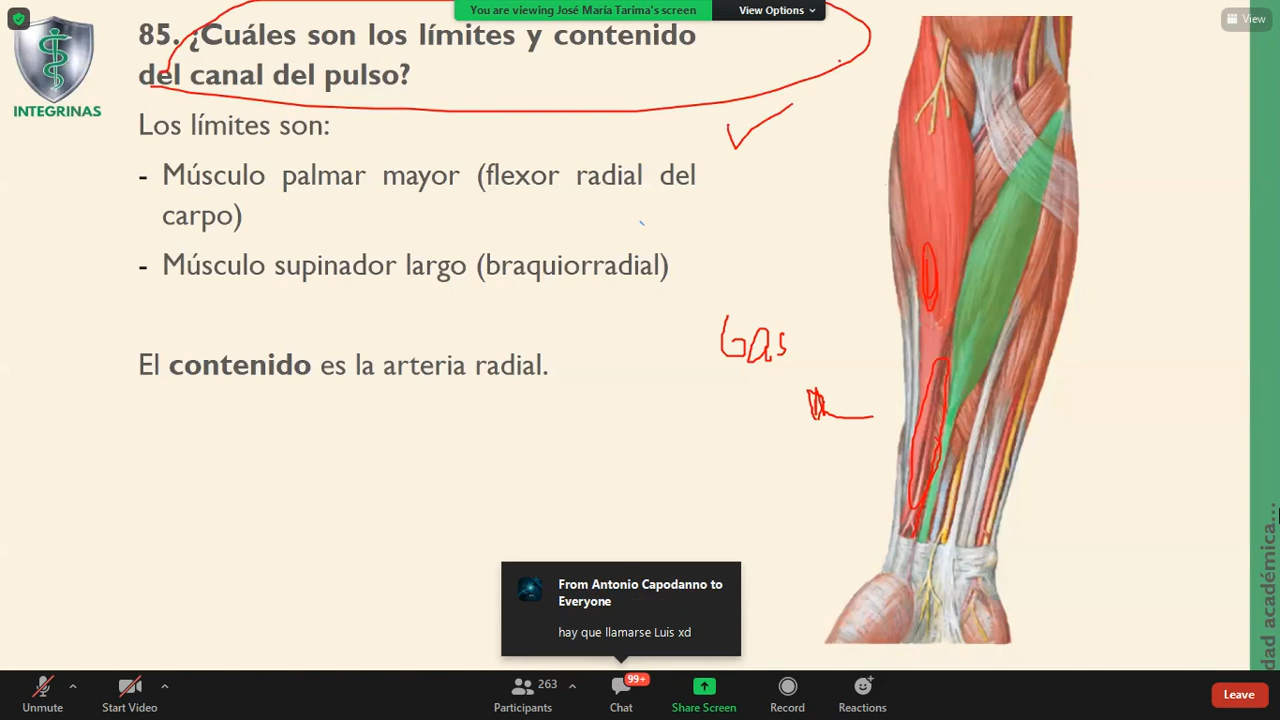 You are viewing José María Tarima's screen
View Options
View
INTEGRINAS
85. ¿Cuáles son los límites y contenido
del canal del pulso?
Los límites son:
- Músculo palmar mayor (flexor radial del
carpo)
- Músculo supinador largo (braquiorradial)
El contenido es la arteria radial.
dad académica...
From Antonio Capodanno to
Everyone
hay que llamarse Luis xd
Unmute
Start Video
263
Participants
99+
Chat
Share Screen
Record
Reactions
Leave